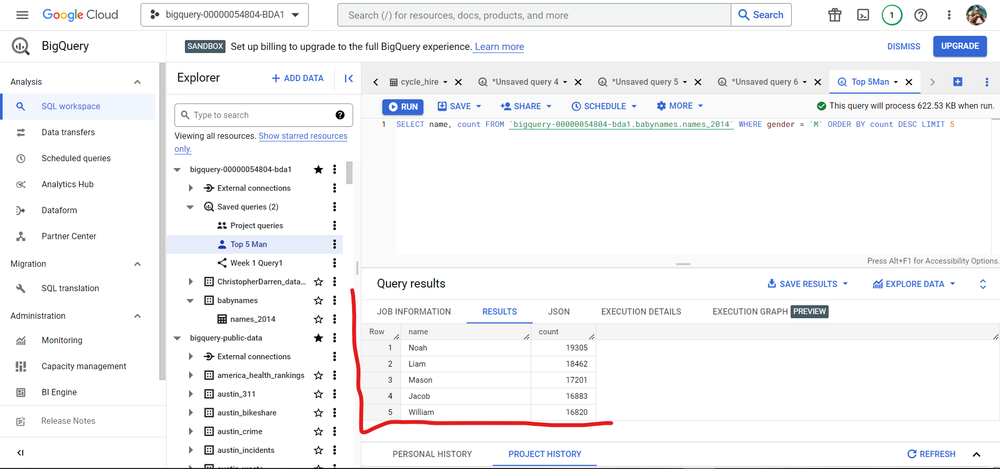 Google Cloud
bigquery-00000054804-BDA1
Search (/) for resources, docs, products, and more
Search
1
BigQuery
SANDBOX Set up billing to upgrade to the full BigQuery experience. Learn more
DISMISS
UPGRADE
Analysis
SQL workspace
Data transfers
Scheduled queries
Analytics Hub
Dataform
Partner Center
Migration
SQL translation
Administration
Monitoring
Capacity management
BI Engine
Release Notes
Explorer
+ ADD DATA
Type to search
Viewing all resources. Show starred resources
only.
bigquery-00000054804-bda1
External connections
Saved queries (2)
Project queries
Top 5 Man
Week 1 Query1
ChristopherDarren_data...
babynames
names_2014
bigquery-public-data
External connections
america_health_rankings
austin_311
austin_bikeshare
austin_crime
austin_incidents
cycle_hire
*Unsaved query 4
*Unsaved query 5
*Unsaved query 6
Top 5Man
RUN
SAVE
SHARE
SCHEDULE
MORE
This query will process 622.53 KB when run.
1 SELECT name, count FROM `bigquery-00000054804-bda1.babynames.names_2014` WHERE gender = 'M' ORDER BY count DESC LIMIT 5
Press Alt+F1 for Accessibility Options.
Query results
SAVE RESULTS
EXPLORE DATA
JOB INFORMATION
RESULTS
JSON
EXECUTION DETAILS
EXECUTION GRAPH PREVIEW
Row name count
1 Noah 19305
2 Liam 18462
3 Mason 17201
4 Jacob 16883
5 William 16820
PERSONAL HISTORY
PROJECT HISTORY
REFRESH